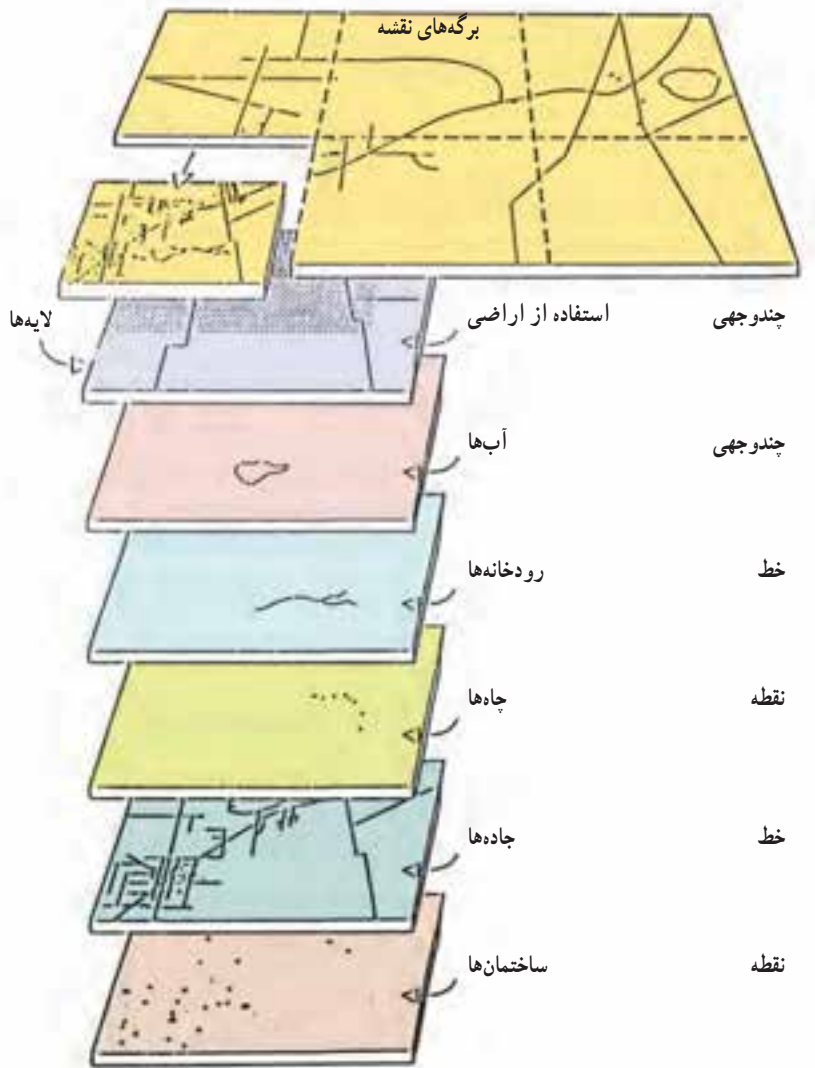 برگه‌های نقشه
چندوجهی استفاده از اراضی لایه‌ها
چندوجهی آب‌ها
خط رودخانه‌ها
نقطه چاه‌ها
خط جاده‌ها
نقطه ساختمان‌ها